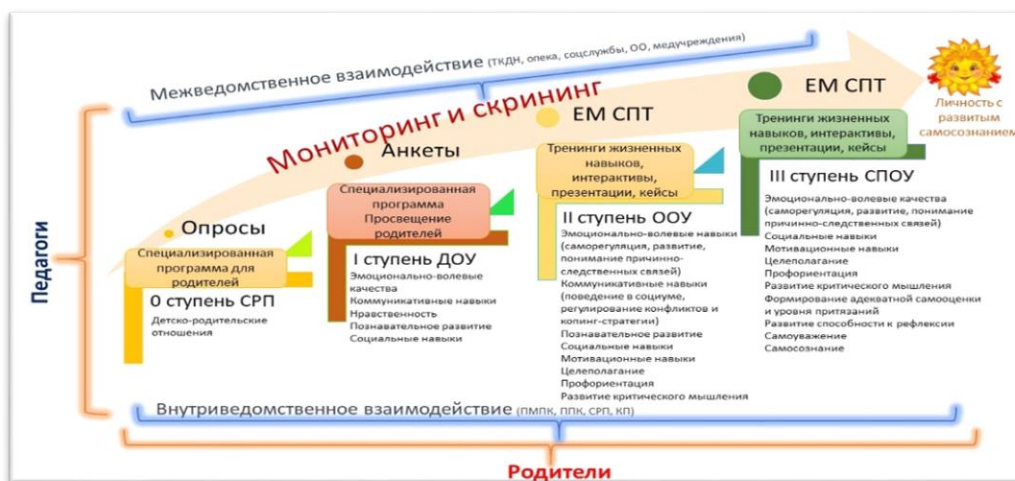 Межведомственное взаимодействие (ТКДН, опека, соцслужбы, ОО, медучреждения)
Мониторинг и скрининг
Педагоги
Опросы
Специализированная
программа для
родителей
0 ступень СРП
Детско-родительские
отношения
Анкеты
Специализированная
программа
Просвещение
родителей
I ступень ДОУ
Эмоционально-волевые
качества
Коммуникативные навыки
Нравственность
Познавательное развитие
Социальные навыки
ЕМ СПТ
Тренинги жизненных
навыков,
интерактивы,
презентации, кейсы
II ступень ООУ
Эмоционально-волевые навыки
(саморегуляция, развитие,
понимание причинно-
следственных связей)
Коммуникативные навыки
(поведение в социуме,
регулирование конфликтов и
копинг-стратегии)
Познавательное развитие
Социальные навыки
Мотивационные навыки
Целеполагание
Профориентация
Развитие критического мышления
ЕМ СПТ
Тренинги жизненных
навыков, интерактивы,
презентации, кейсы
III ступень СПОУ
Эмоционально-волевые качества
(саморегуляция, развитие, понимание
причинно-следственных связей)
Социальные навыки
Мотивационные навыки
Целеполагание
Профориентация
Развитие критического мышления
Формирование адекватной самооценки
и уровня притязаний
Развитие способности к рефлексии
Самоуважение
Самосознание
Личность с
развитым
самосознанием
Внутриведомственное взаимодействие (ПМПК, ППК, СРП, КП)
Родители